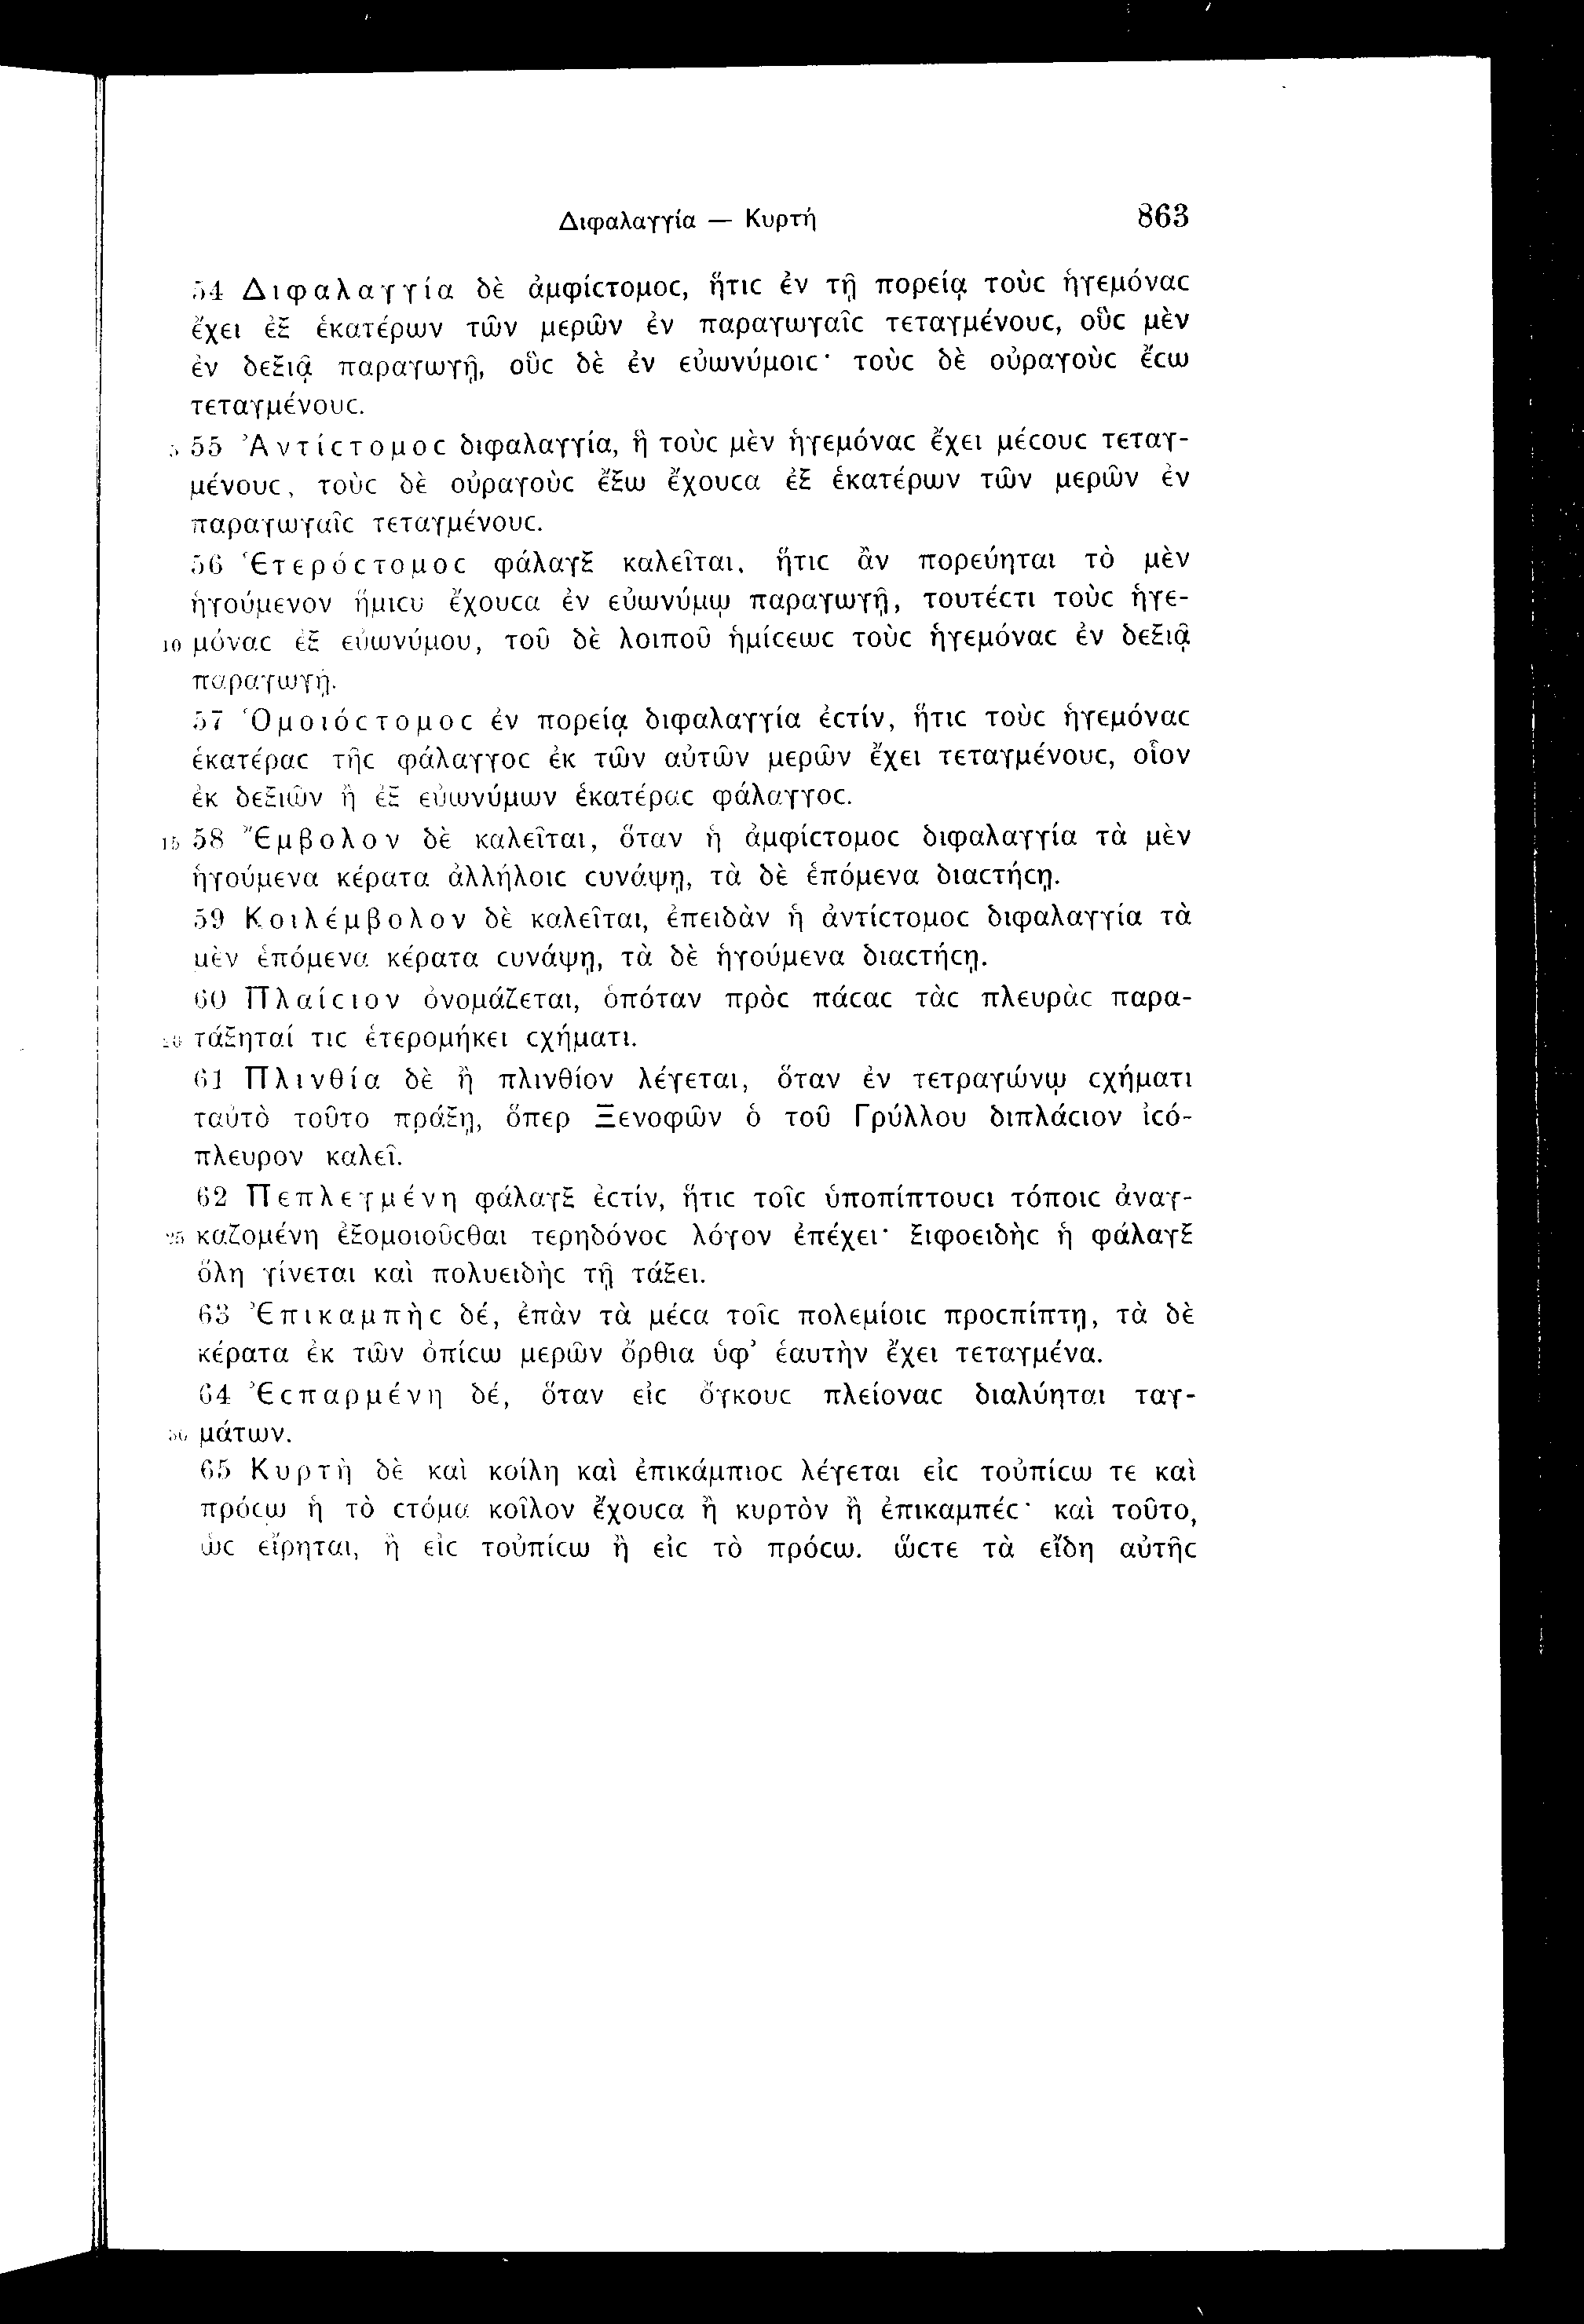 Διφαλαγγία — Κυρτή 863
54 Διφαλαγγία δὲ ἀμφίϲτομοϲ, ἥτιϲ ἐν τῇ πορείᾳ τοὺϲ ἡγεμόναϲ
ἔχει ἐξ ἑκατέρων τῶν μερῶν ἐν παραγωγαῖϲ τεταγμένουϲ, οὓϲ μὲν
ἐν δεξιᾷ παραγωγῇ, οὓϲ δὲ ἐν εὐωνύμοιϲ· τοὺϲ δὲ οὐραγοὺϲ ἔϲω
τεταγμένουϲ.
5 55 Ἀντίϲτομοϲ διφαλαγγία, ἣ τοὺϲ μὲν ἡγεμόναϲ ἔχει μέϲουϲ τεταγ-
μένουϲ, τοὺϲ δὲ οὐραγοὺϲ ἔξω ἔχουϲα ἐξ ἑκατέρων τῶν μερῶν ἐν
παραγωγαῖϲ τεταγμένουϲ.
56 Ἑτερόϲτομοϲ φάλαγξ καλεῖται, ἥτιϲ ἂν πορεύηται τὸ μὲν
ἡγούμενον ἥμιϲυ ἔχουϲα ἐν εὐωνύμῳ παραγωγῇ, τουτέϲτι τοὺϲ ἡγε-
10 μόναϲ ἐξ εὐωνύμου, τοῦ δὲ λοιποῦ ἡμίϲεωϲ τοὺϲ ἡγεμόναϲ ἐν δεξιᾷ
παραγωγῇ.
57 Ὁμοιόϲτομοϲ ἐν πορείᾳ διφαλαγγία ἐϲτίν, ἥτιϲ τοὺϲ ἡγεμόναϲ
ἑκατέραϲ τῆϲ φάλαγγοϲ ἐκ τῶν αὐτῶν μερῶν ἔχει τεταγμένουϲ, οἷον
ἐκ δεξιῶν ἢ ἐξ εὐωνύμων ἑκατέραϲ φάλαγγοϲ.
15 58 Ἔμβολον δὲ καλεῖται, ὅταν ἡ ἀμφίϲτομοϲ διφαλαγγία τὰ μὲν
ἡγούμενα κέρατα ἀλλήλοιϲ ϲυνάψῃ, τὰ δὲ ἑπόμενα διαϲτήϲῃ.
59 Κοιλέμβολον δὲ καλεῖται, ἐπειδὰν ἡ ἀντίϲτομοϲ διφαλαγγία τὰ
μὲν ἑπόμενα κέρατα ϲυνάψῃ, τὰ δὲ ἡγούμενα διαϲτήϲῃ.
60 Πλαίϲιον ὀνομάζεται, ὁπόταν πρὸϲ πάϲαϲ τὰϲ πλευρὰϲ παρα-
20 τάξηταί τιϲ ἑτερομήκει ϲχήματι.
61 Πλινθία δὲ ἢ πλινθίον λέγεται, ὅταν ἐν τετραγώνῳ ϲχήματι
ταὐτὸ τοῦτο πράξῃ, ὅπερ Ξενοφῶν ὁ τοῦ Γρύλλου διπλάϲιον ἰϲό-
πλευρον καλεῖ.
62 Πεπλεγμένη φάλαγξ ἐϲτίν, ἥτιϲ τοῖϲ ὑποπίπτουϲι τόποιϲ ἀναγ-
25 καζομένη ἐξομοιοῦϲθαι τερηδόνοϲ λόγον ἐπέχει· ξιφοειδὴϲ ἡ φάλαγξ
ὅλη γίνεται καὶ πολυειδὴϲ τῇ τάξει.
63 Ἐπικαμπὴϲ δέ, ἐπὰν τὰ μέϲα τοῖϲ πολεμίοιϲ προϲπίπτῃ, τὰ δὲ
κέρατα ἐκ τῶν ὀπίϲω μερῶν ὄρθια ὑφ’ ἑαυτὴν ἔχει τεταγμένα.
64 Ἐϲπαρμένη δέ, ὅταν εἰϲ ὄγκουϲ πλείοναϲ διαλύηται ταγ-
30 μάτων.
65 Κυρτὴ δὲ καὶ κοίλη καὶ ἐπικάμπιοϲ λέγεται εἰϲ τοὐπίϲω τε καὶ
πρόϲω ἡ τὸ ϲτόμα κοῖλον ἔχουϲα ἢ κυρτὸν ἢ ἐπικαμπέϲ· καὶ τοῦτο,
ὡϲ εἴρηται, ἢ εἰϲ τοὐπίϲω ἢ εἰϲ τὸ πρόϲω. ὥϲτε τὰ εἴδη αὐτῆϲ